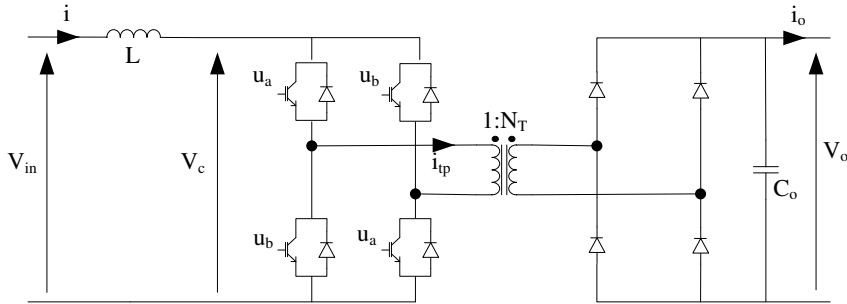 i
L
u_a
u_b
1:N_T
i_o
V_in
V_c
i_tp
V_o
C_o
u_b
u_a